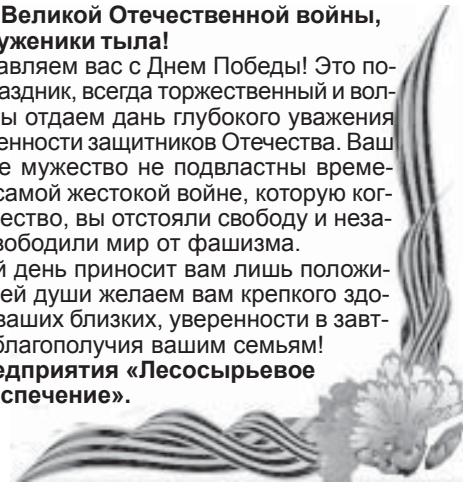 Великой Отечественной войны,
уженики тыла!
авляем вас с Днем Победы! Это по-
аздник, всегда торжественный и вол-
ы отдаем дань глубокого уважения
енности защитников Отечества. Ваш
е мужество не подвластны време-
самой жестокой войне, которую ког-
ество, вы отстояли свободу и неза-
вободили мир от фашизма.
й день приносит вам лишь положи-
ей души желаем вам крепкого здо-
ваших близких, уверенности в завт-
благополучия вашим семьям!
едприятия «Лесосырьевое
спечение».